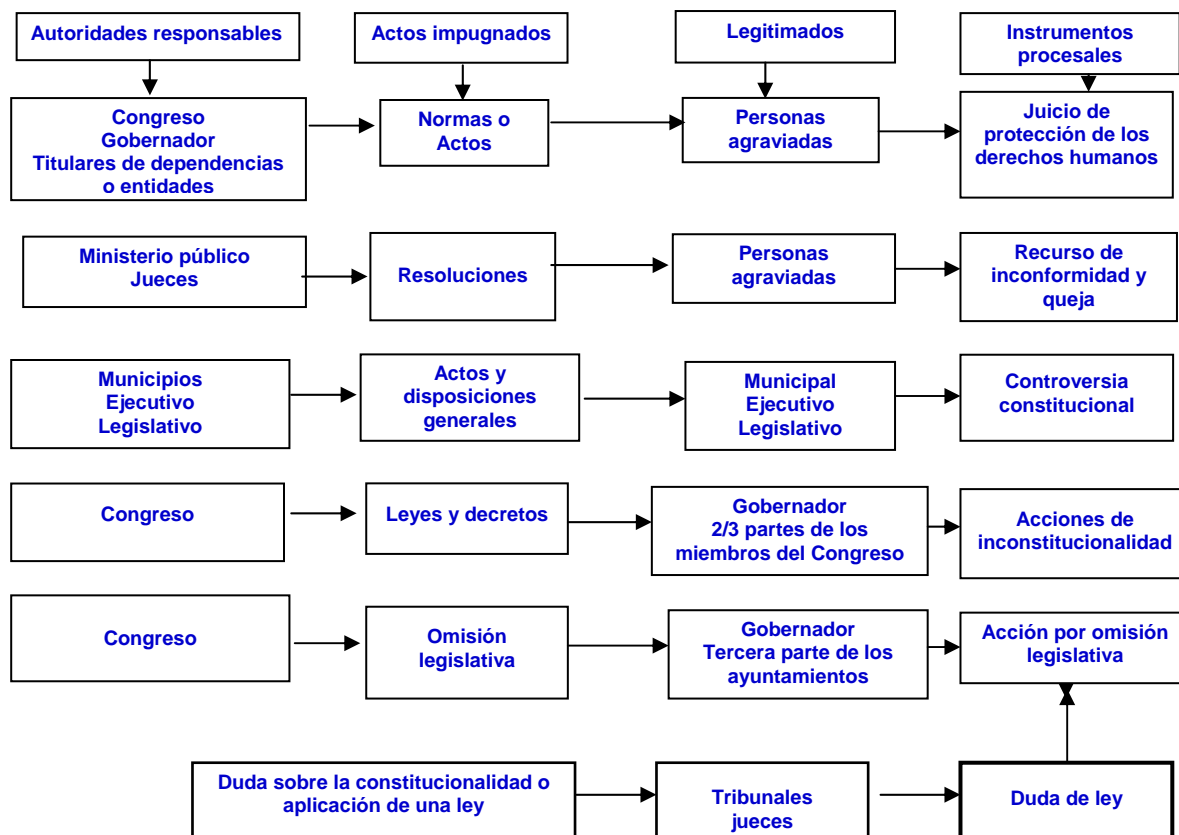 Autoridades responsables
Actos impugnados
Legitimados
Instrumentos
procesales
Congreso
Gobernador
Titulares de dependencias
o entidades
Normas o
Actos
Personas
agraviadas
Juicio de
protección de los
derechos humanos
Ministerio público
Jueces
Resoluciones
Personas
agraviadas
Recurso de
inconformidad y
queja
Municipios
Ejecutivo
Legislativo
Actos y
disposiciones
generales
Municipal
Ejecutivo
Legislativo
Controversia
constitucional
Congreso
Leyes y decretos
Gobernador
2/3 partes de los
miembros del Congreso
Acciones de
inconstitucionalidad
Congreso
Omisión
legislativa
Gobernador
Tercera parte de los
ayuntamientos
Acción por omisión
legislativa
Duda sobre la constitucionalidad o
aplicación de una ley
Tribunales
jueces
Duda de ley